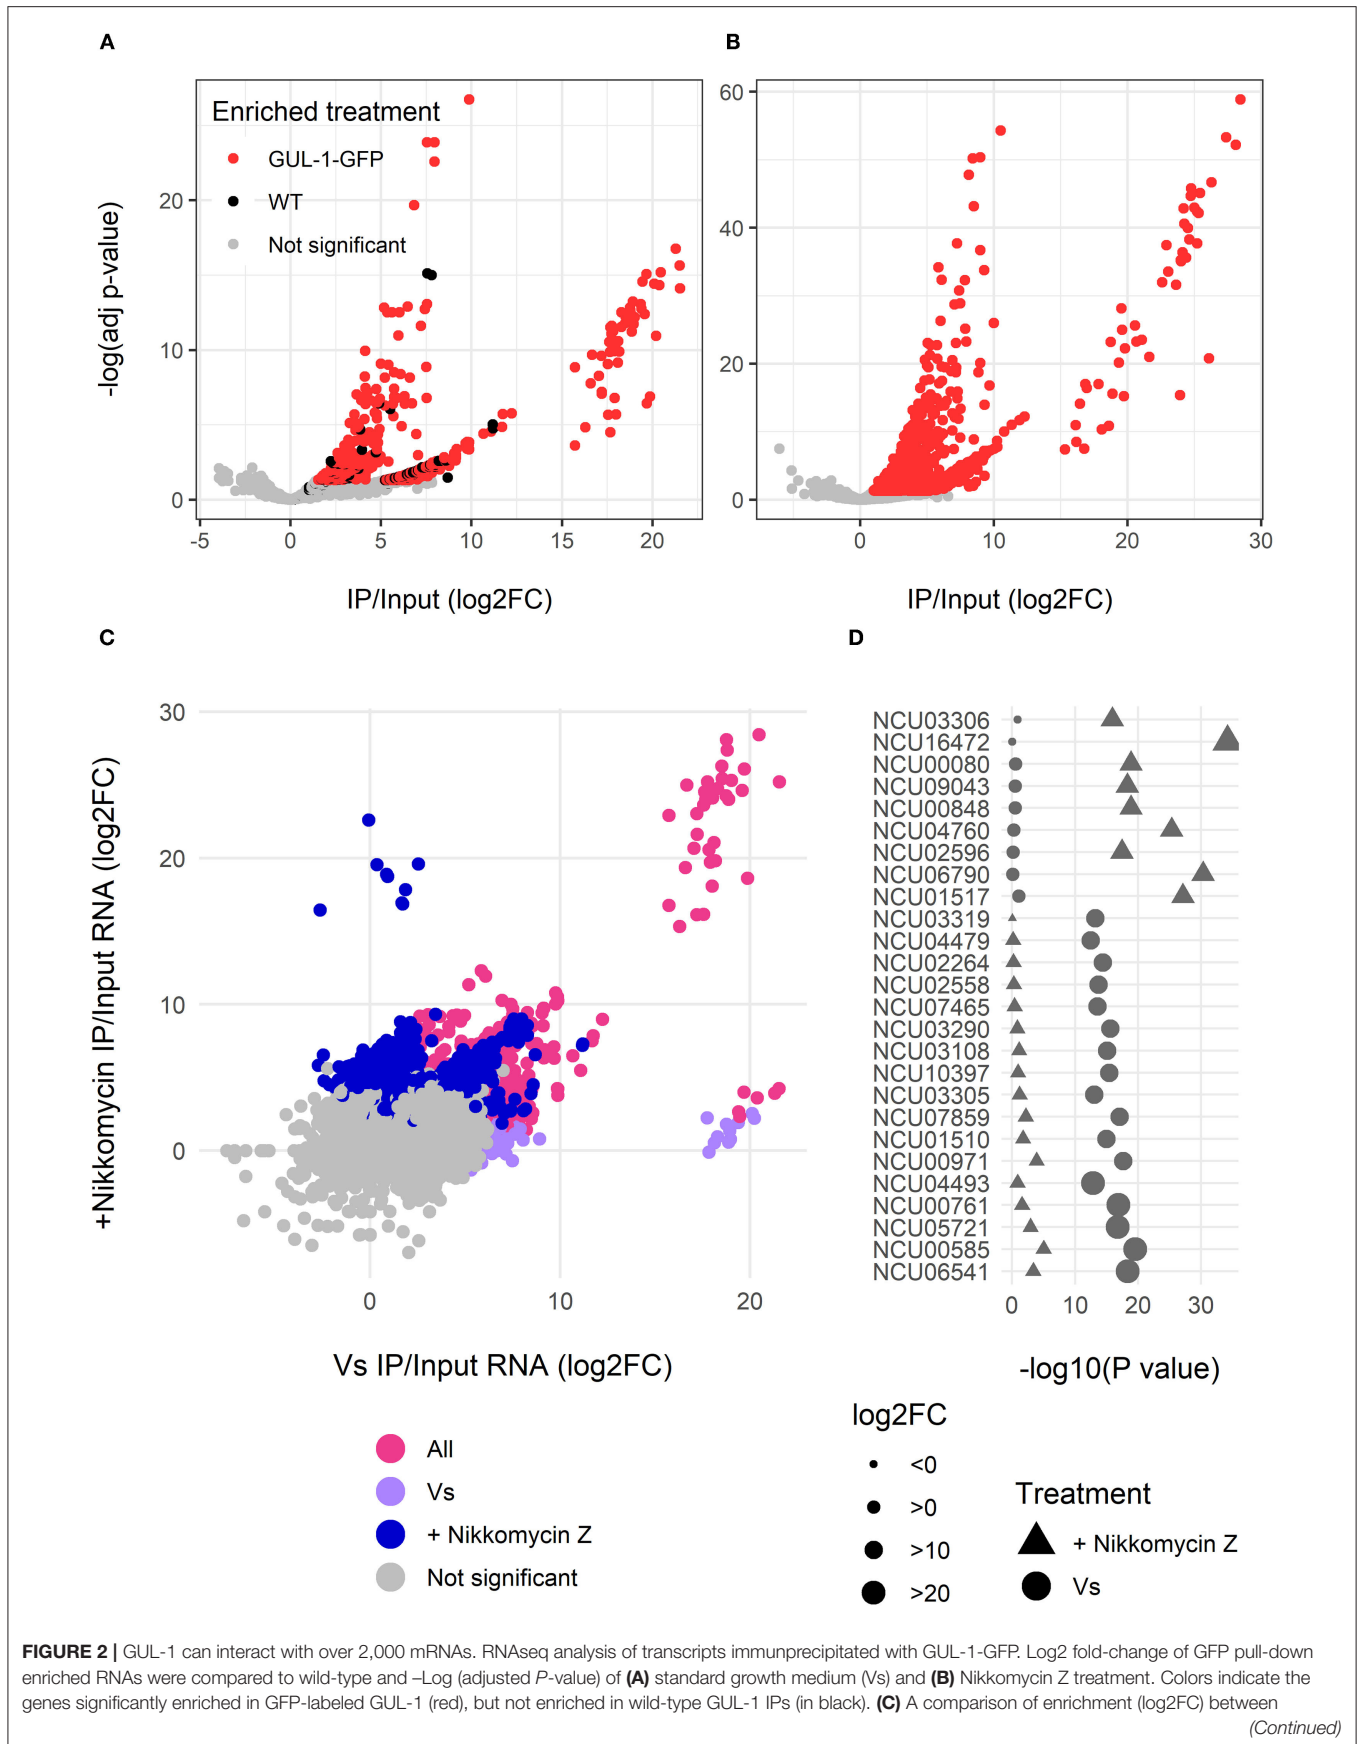 A
B
Enriched treatment
GUL-1-GFP
WT
Not significant
-log(adj p-value)
20
10
0
-5
0
5
10
15
20
IP/Input (log2FC)
60
40
20
0
0
10
20
30
IP/Input (log2FC)
C
D
+Nikkomycin IP/Input RNA (log2FC)
30
20
10
0
0
10
20
Vs IP/Input RNA (log2FC)
All
Vs
+ Nikkomycin Z
Not significant
NCU03306
NCU16472
NCU00080
NCU09043
NCU00848
NCU04760
NCU02596
NCU06790
NCU01517
NCU03319
NCU04479
NCU02264
NCU02558
NCU07465
NCU03290
NCU03108
NCU10397
NCU03305
NCU07859
NCU01510
NCU00971
NCU04493
NCU00761
NCU05721
NCU00585
NCU06541
0
10
20
30
-log10(P value)
log2FC
<0
>0
>10
>20
Treatment
+ Nikkomycin Z
Vs
FIGURE 2 | GUL-1 can interact with over 2,000 mRNAs. RNAseq analysis of transcripts immunprecipitated with GUL-1-GFP. Log2 fold-change of GFP pull-down
enriched RNAs were compared to wild-type and –Log (adjusted P-value) of (A) standard growth medium (Vs) and (B) Nikkomycin Z treatment. Colors indicate the
genes significantly enriched in GFP-labeled GUL-1 (red), but not enriched in wild-type GUL-1 IPs (in black). (C) A comparison of enrichment (log2FC) between
(Continued)